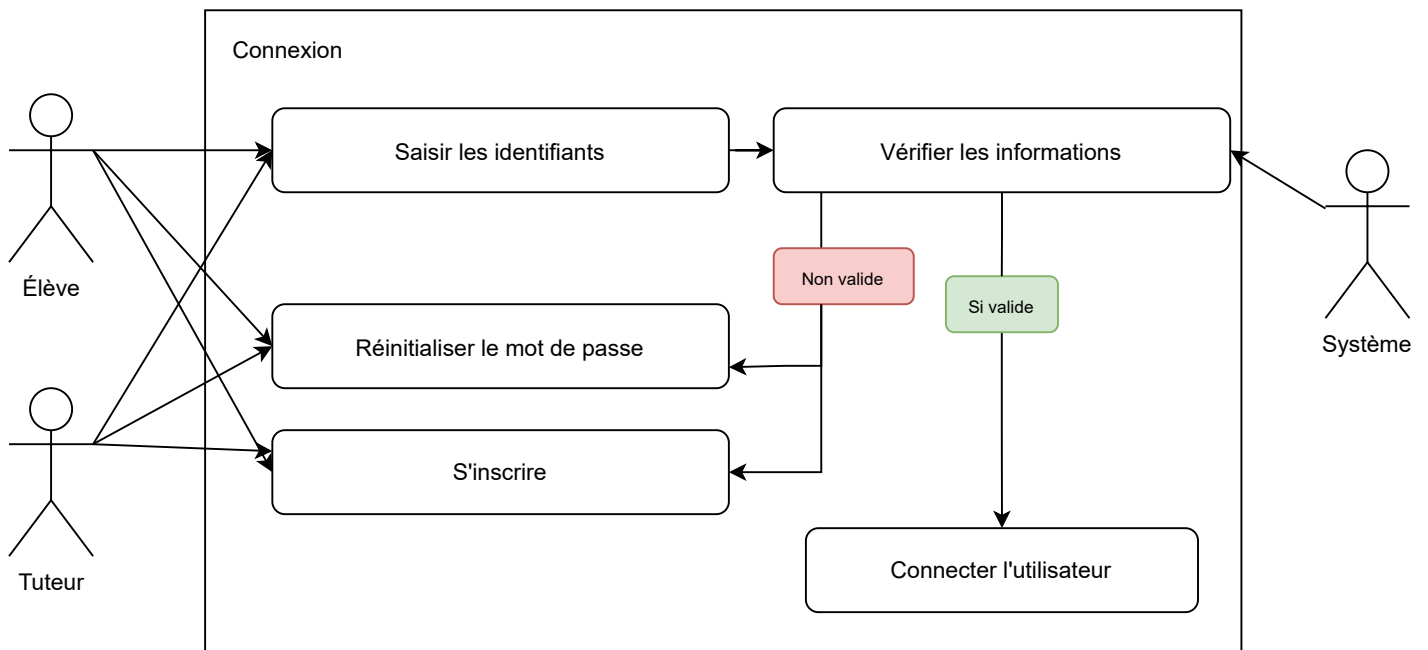 Connexion
Saisir les identifiants
Vérifier les informations
Élève
Non valide
Si valide
Système
Réinitialiser le mot de passe
S'inscrire
Tuteur
Connecter l'utilisateur